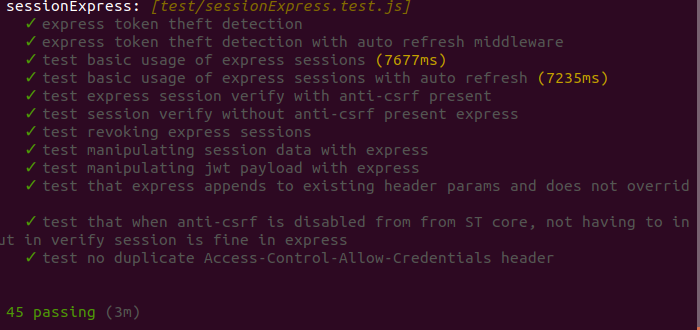 sessionExpress: [test/sessionExpress.test.js]
✓ express token theft detection
✓ express token theft detection with auto refresh middleware
✓ test basic usage of express sessions (7677ms)
✓ test basic usage of express sessions with auto refresh (7235ms)
✓ test express session verify with anti-csrf present
✓ test session verify without anti-csrf present express
✓ test revoking express sessions
✓ test manipulating session data with express
✓ test manipulating jwt payload with express
✓ test that express appends to existing header params and does not overrid
✓ test that when anti-csrf is disabled from from ST core, not having to in
ut in verify session is fine in express
✓ test no duplicate Access-Control-Allow-Credentials header
45 passing (3m)